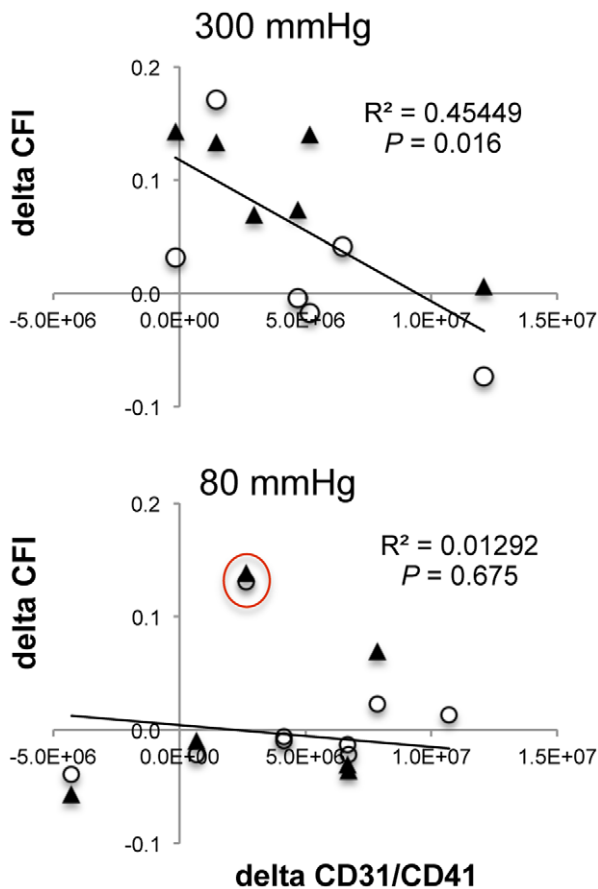 300 mmHg
0.2
R² = 0.45449
P = 0.016
0.1
delta CFI
0.0
-5.0E+06 0.0E+00 5.0E+06 1.0E+07 1.5E+07
-0.1
80 mmHg
0.2
R² = 0.01292
P = 0.675
0.1
delta CFI
0.0
-5.0E+06 0.0E+00 5.0E+06 1.0E+07 1.5E+07
-0.1
delta CD31/CD41